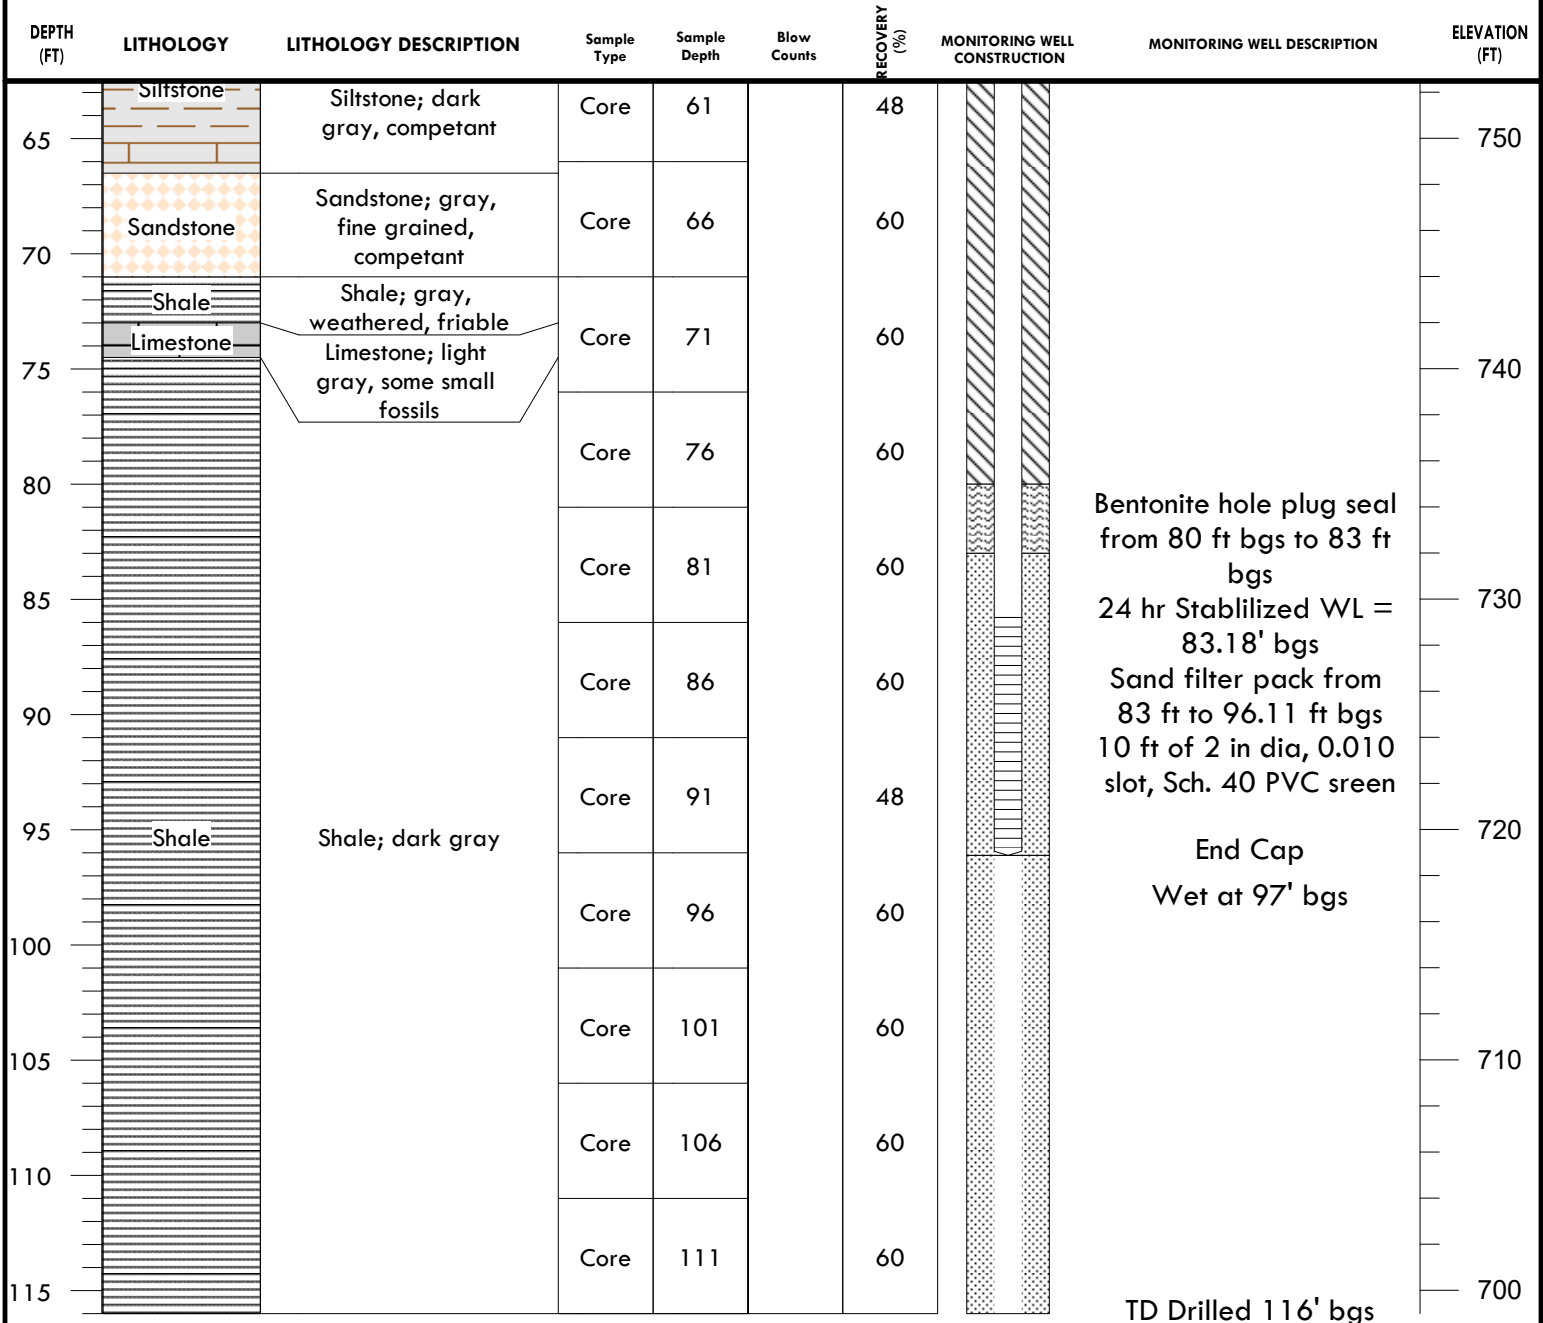 DEPTH
(FT)
LITHOLOGY
LITHOLOGY DESCRIPTION
Sample
Type
Sample
Depth
Blow
Counts
RECOVERY
(%)
MONITORING WELL
CONSTRUCTION
MONITORING WELL DESCRIPTION
ELEVATION
(FT)
Siltstone
Siltstone; dark
gray, competant
Core
61
48
65
750
Sandstone
Sandstone; gray,
fine grained,
competant
Core
66
60
70
Shale
Shale; gray,
weathered, friable
Core
71
60
Limestone
Limestone; light
gray, some small
fossils
75
740
Core
76
60
80
Bentonite hole plug seal
from 80 ft bgs to 83 ft
bgs
Core
81
60
85
730
24 hr Stablilized WL =
83.18' bgs
Core
86
60
Sand filter pack from
83 ft to 96.11 ft bgs
90
10 ft of 2 in dia, 0.010
slot, Sch. 40 PVC sreen
Core
91
48
95
Shale
Shale; dark gray
720
End Cap
Wet at 97' bgs
Core
96
60
100
Core
101
60
105
710
Core
106
60
110
Core
111
60
115
700
TD Drilled 116' bgs